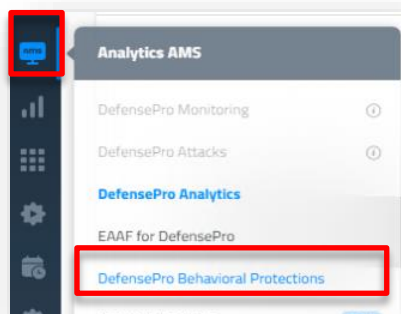 ams
Analytics AMS
DefensePro Monitoring
DefensePro Attacks
DefensePro Analytics
EAAF for DefensePro
DefensePro Behavioral Protections